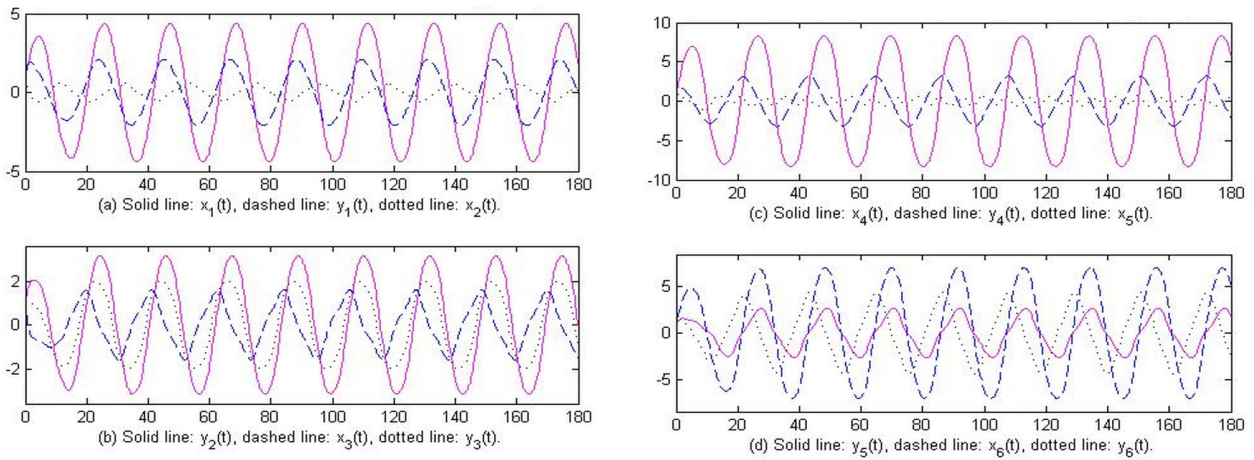 5
0
-5
0 20 40 60 80 100 120 140 160 180
(a) Solid line: x1(t), dashed line: y1(t), dotted line: x2(t).
2
0
-2
0 20 40 60 80 100 120 140 160 180
(b) Solid line: y2(t), dashed line: x3(t), dotted line: y3(t).
10
5
0
-5
-10
0 20 40 60 80 100 120 140 160 180
(c) Solid line: x4(t), dashed line: y4(t), dotted line: x5(t).
5
0
-5
0 20 40 60 80 100 120 140 160 180
(d) Solid line: y5(t), dashed line: x6(t), dotted line: y6(t).